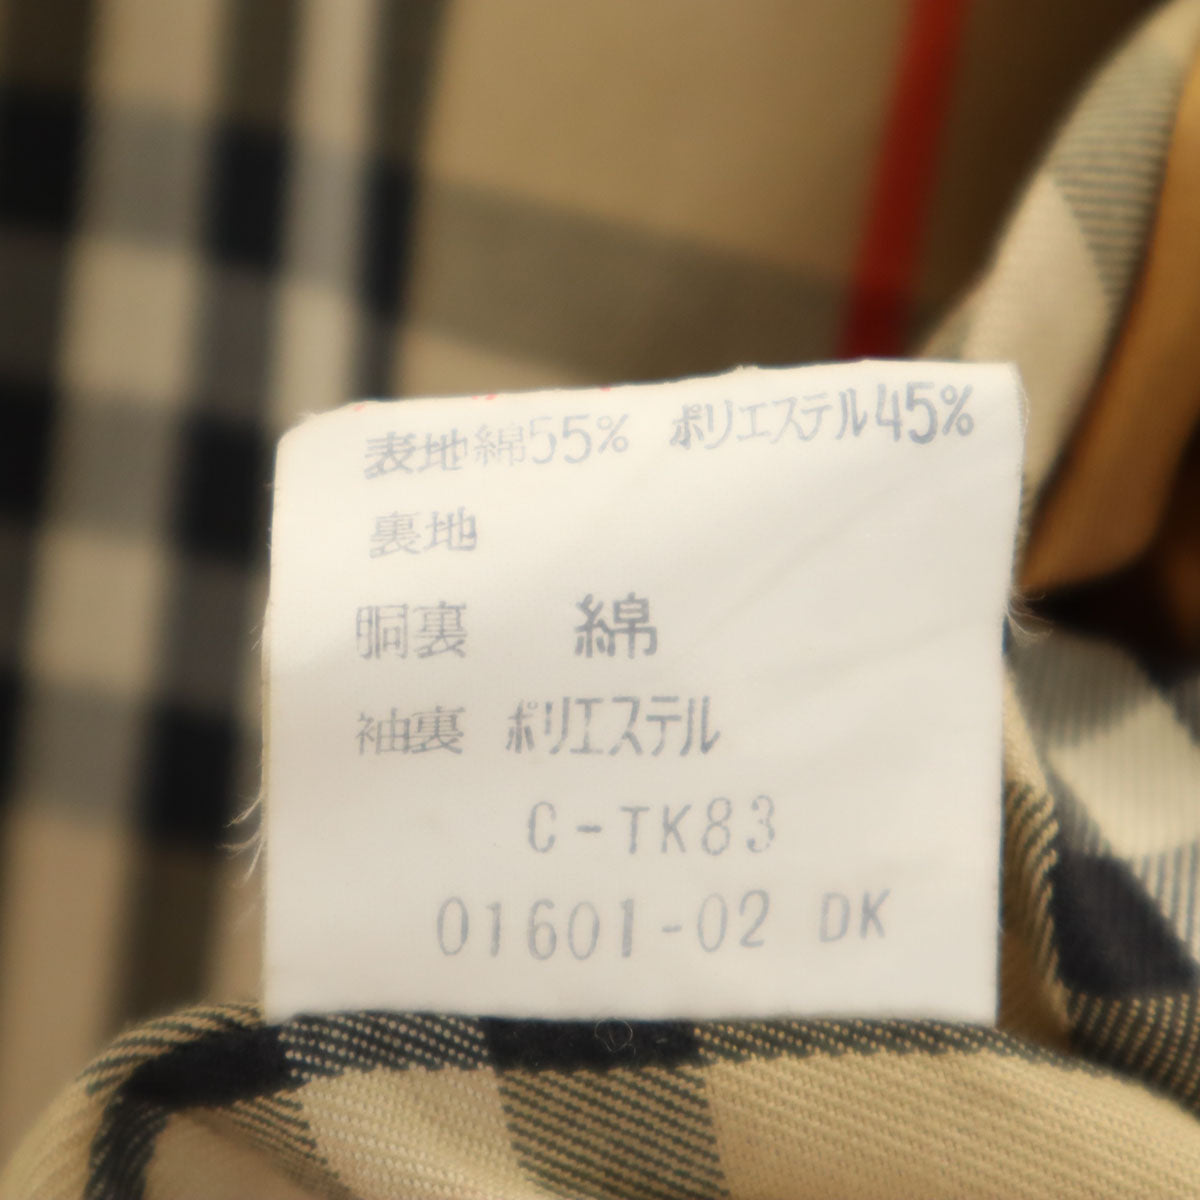 表地綿55% ポリエステル45%
裏地
胴裏 綿
袖裏 ポリエステル
C-TK83
01601-02 DK